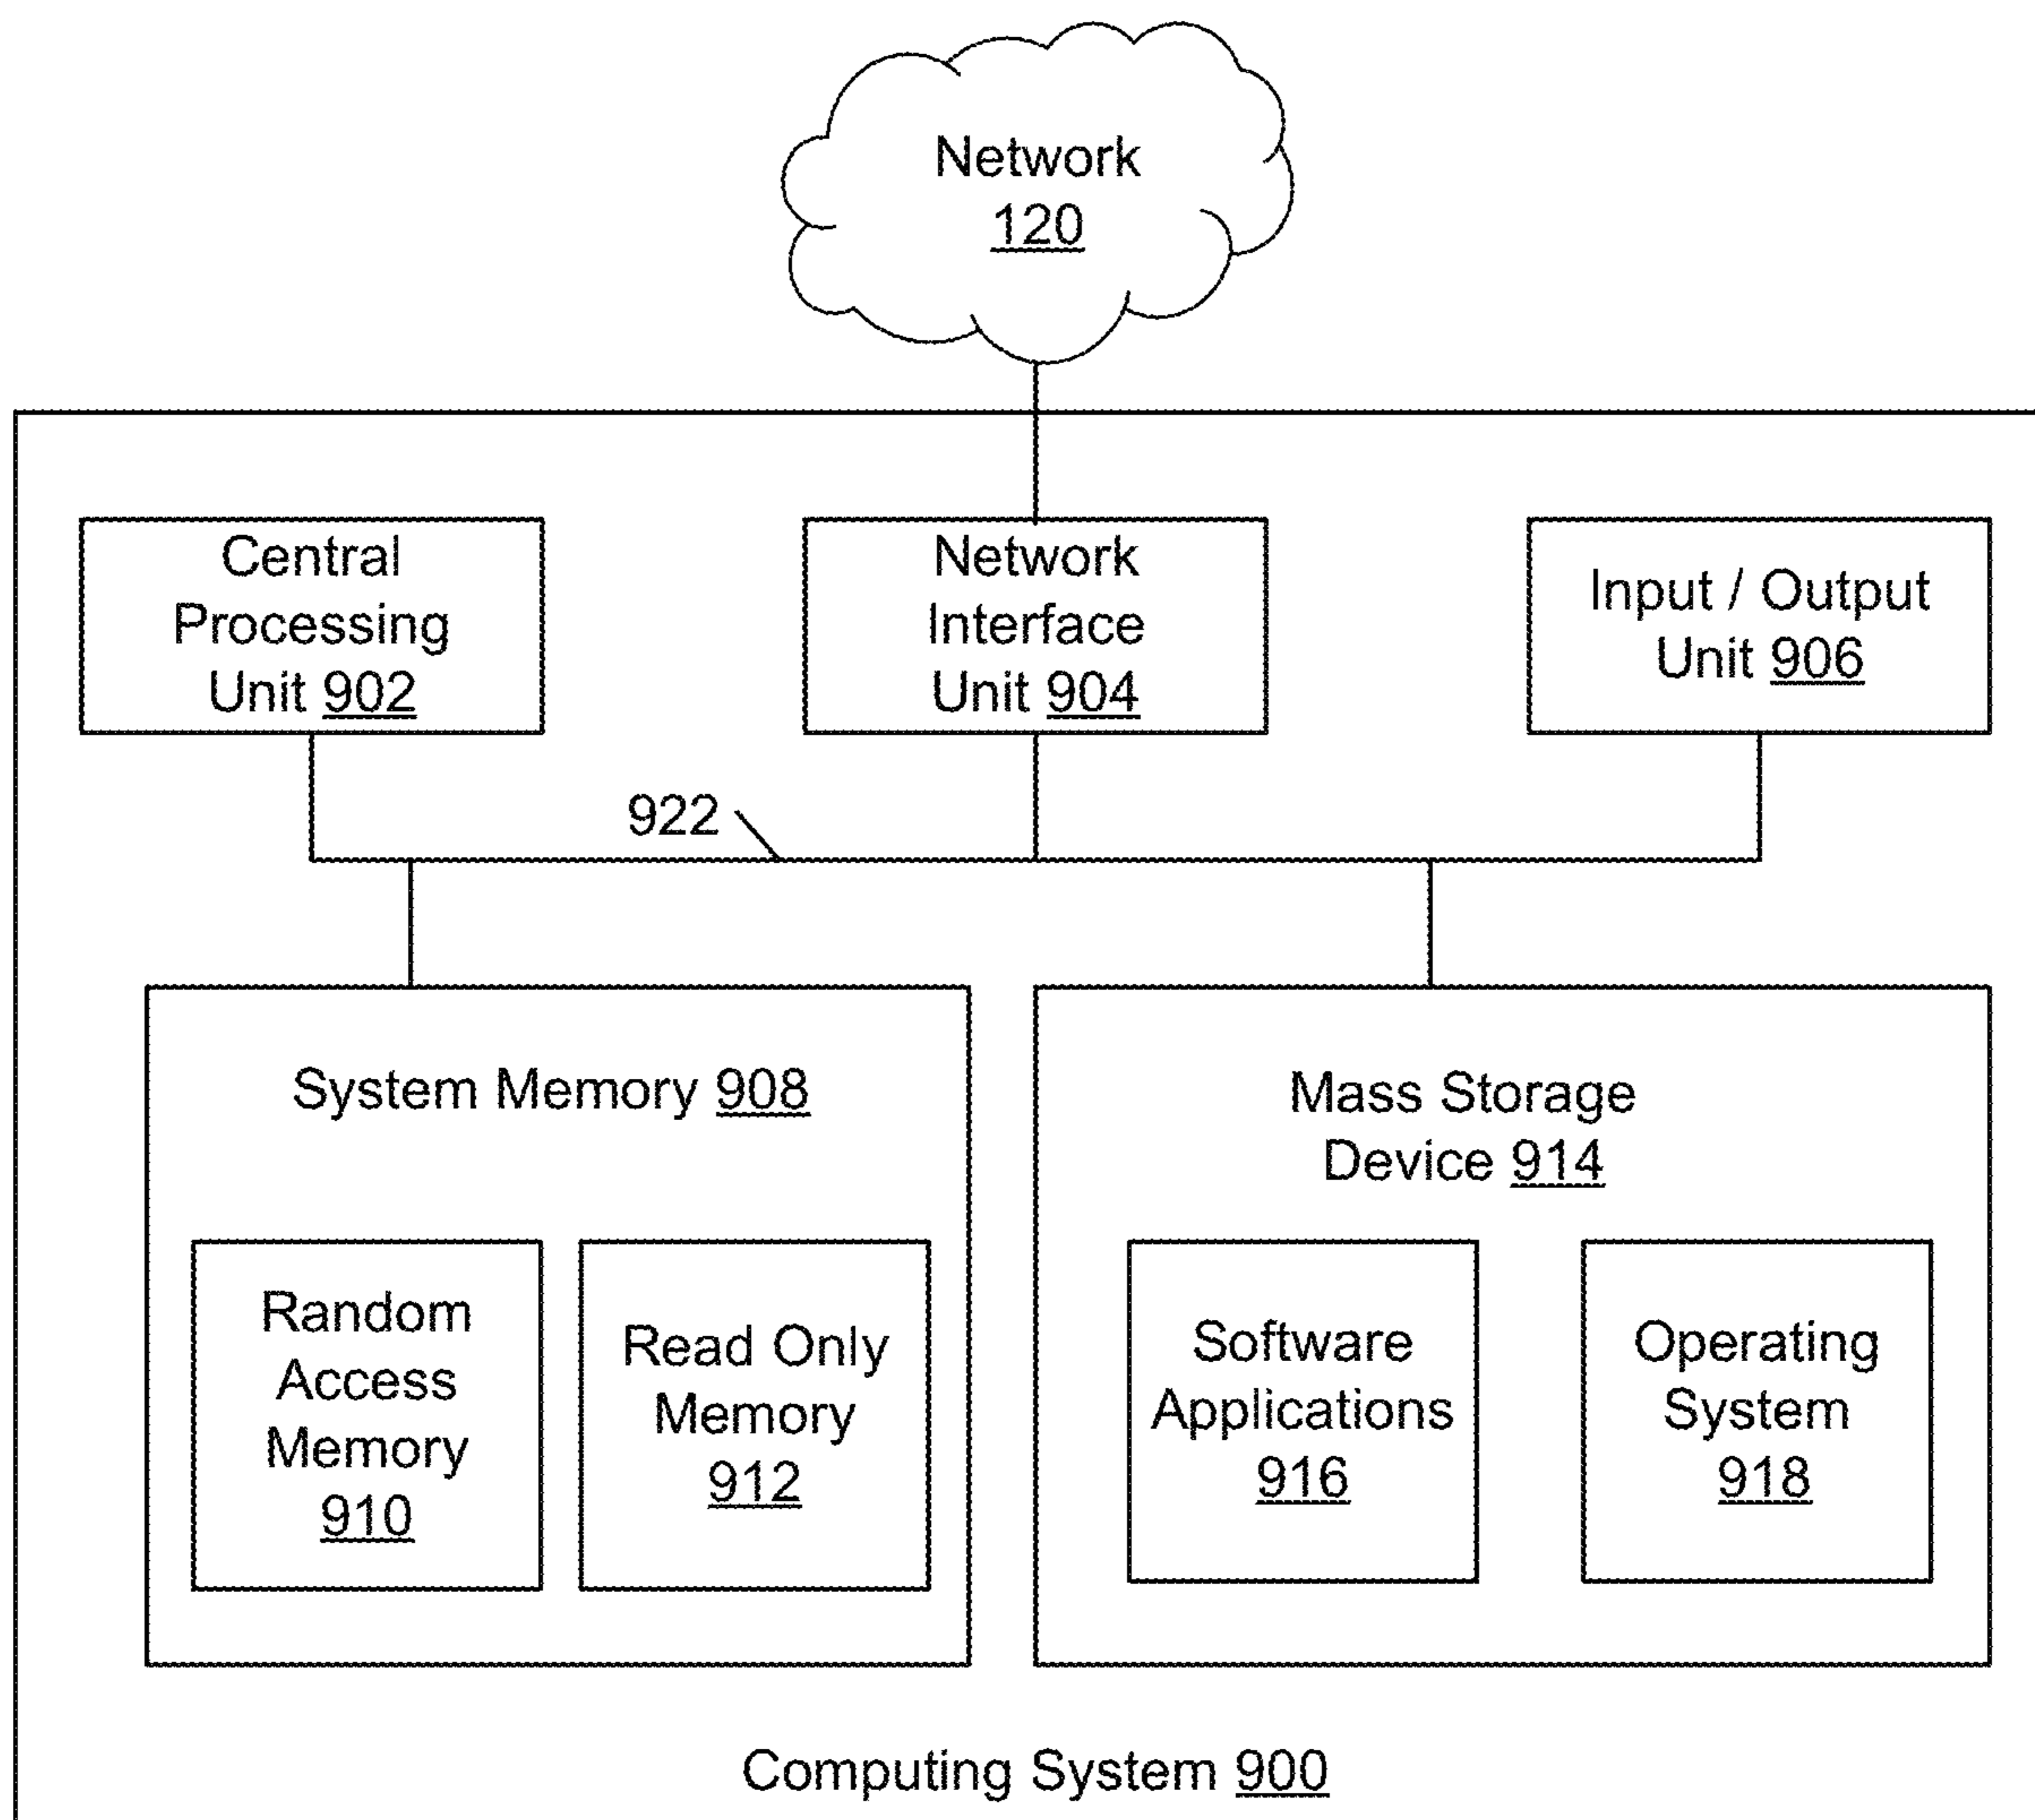 Network
120
Central
Processing
Unit 902
Network
Interface
Unit 904
Input / Output
Unit 906
922
System Memory 908
Mass Storage
Device 914
Random
Access
Memory
910
Read Only
Memory
912
Software
Applications
916
Operating
System
918
Computing System 900